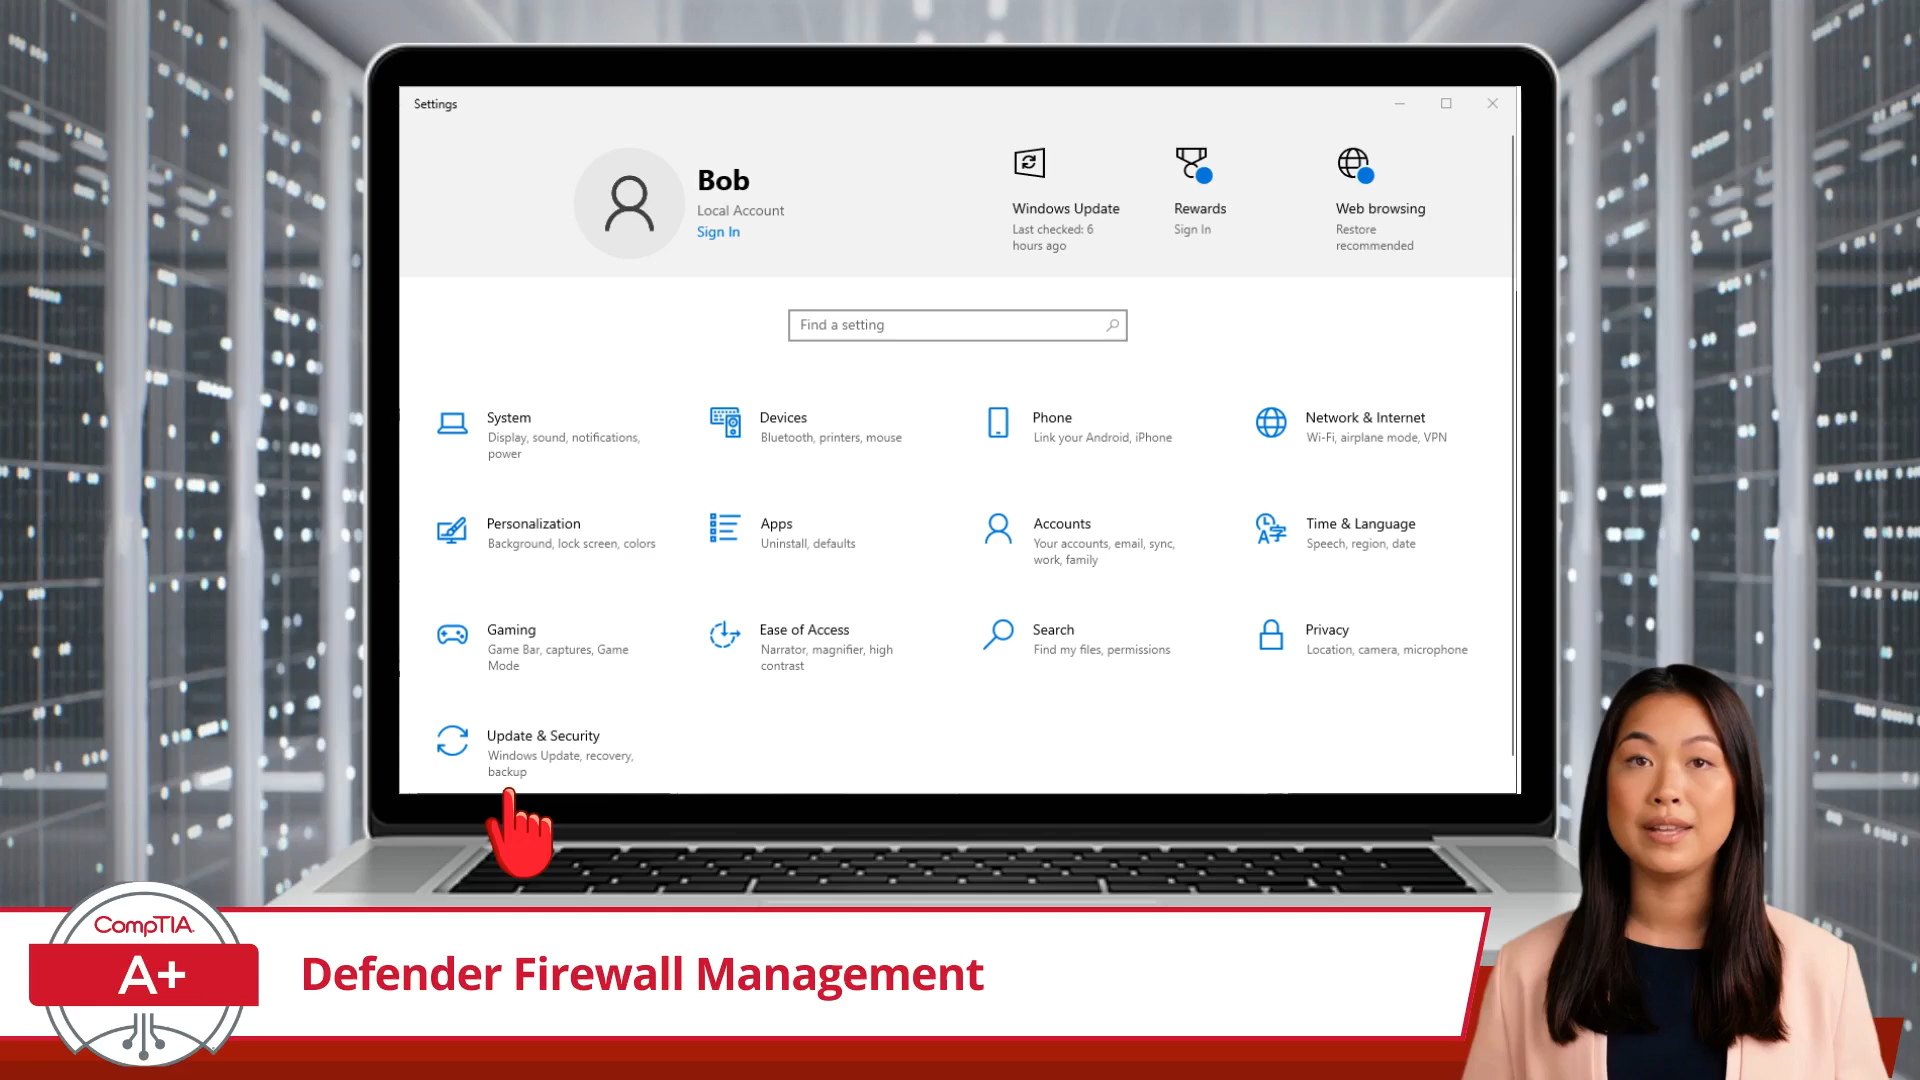 Settings
Bob
Local Account
Sign In
Windows Update
Last checked: 6
hours ago
Rewards
Sign In
Web browsing
Restore
recommended
Find a setting
System
Display, sound, notifications,
power
Devices
Bluetooth, printers, mouse
Phone
Link your Android, iPhone
Network & Internet
Wi-Fi, airplane mode, VPN
Personalization
Background, lock screen, colors
Apps
Uninstall, defaults
Accounts
Your accounts, email, sync,
work, family
Time & Language
Speech, region, date
Gaming
Game Bar, captures, Game
Mode
Ease of Access
Narrator, magnifier, high
contrast
Search
Find my files, permissions
Privacy
Location, camera, microphone
Update & Security
Windows Update, recovery,
backup
CompTIA.
A+
Defender Firewall Management